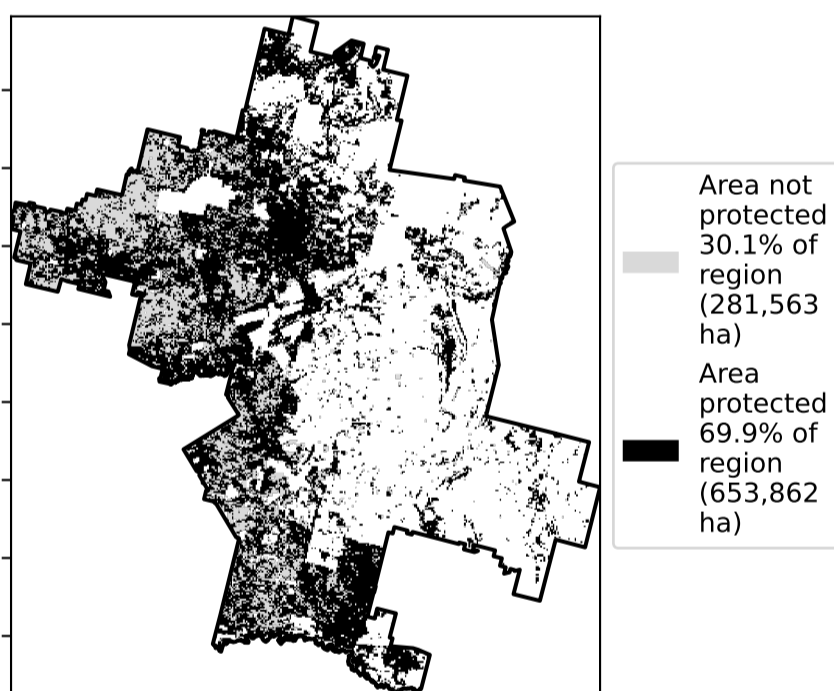 Area not
protected
30.1% of
region
(281,563
ha)
Area
protected
69.9% of
region
(653,862
ha)